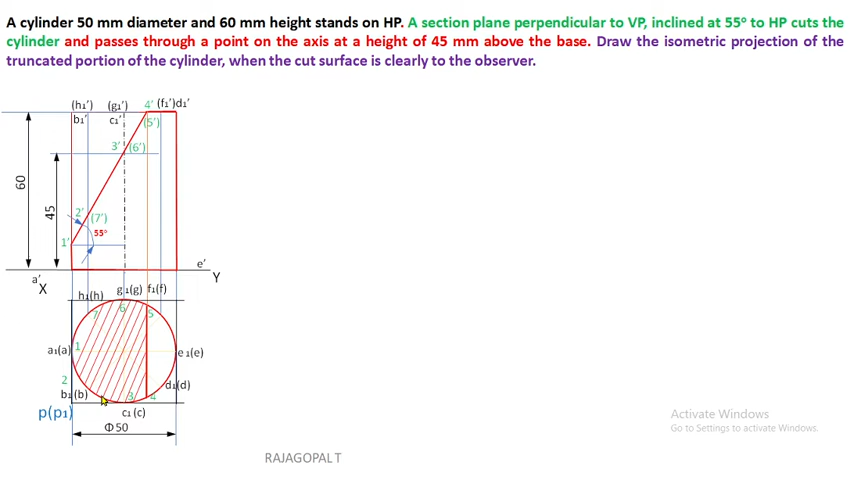 A cylinder 50 mm diameter and 60 mm height stands on HP. A section plane perpendicular to VP, inclined at 55° to HP cuts the
cylinder and passes through a point on the axis at a height of 45 mm above the base. Draw the isometric projection of the
truncated portion of the cylinder, when the cut surface is clearly to the observer.
(h₁') (g₁') 4' (f₁')d₁'
b₁' c₁' (5')
3' (6')
60
45
2' (7')
55°
1'
e'
a'
X
Y
h₁(h) g₁(g) f₁(f)
7 6 5
a₁(a) 1 e₁(e)
2
d₁(d)
b₁(b) 3 4
p(p₁) c₁(c)
Φ50
RAJAGOPAL T
Activate Windows
Go to Settings to activate Windows.